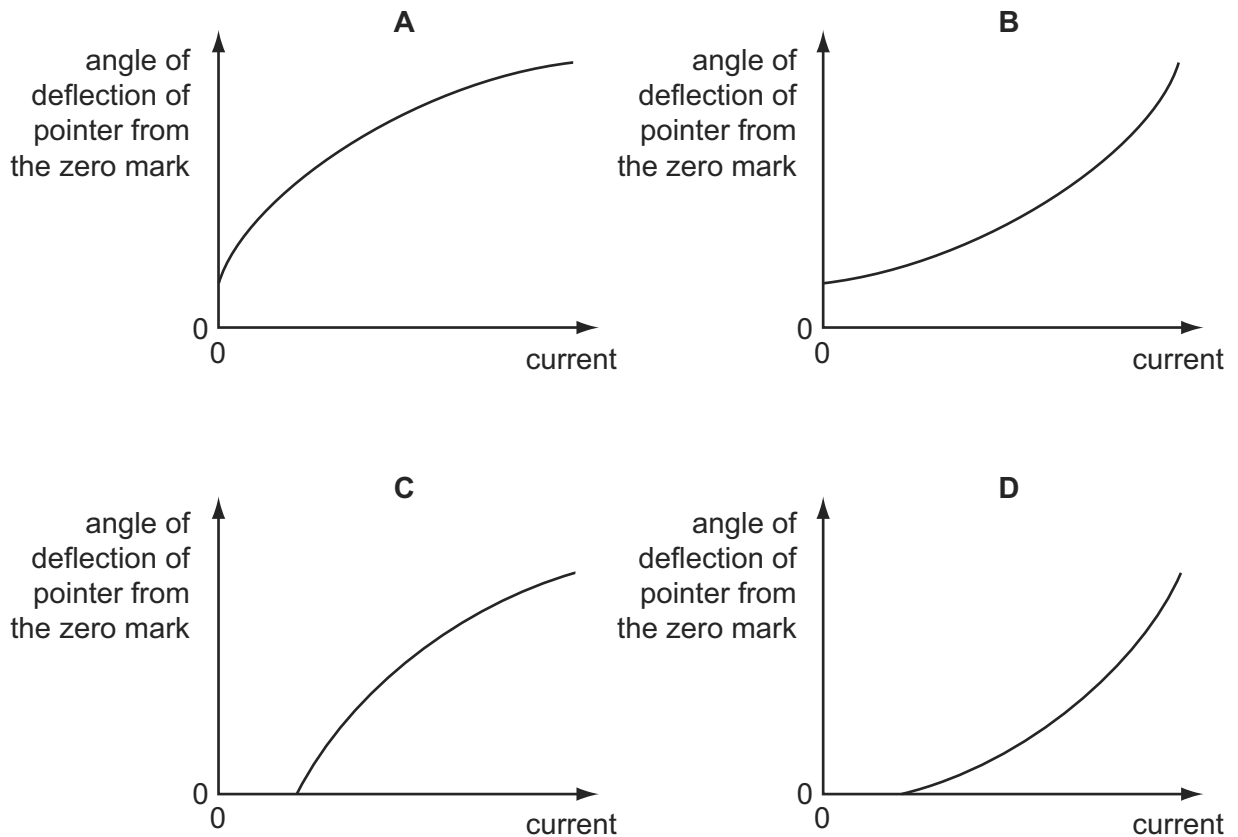 A
angle of
deflection of
pointer from
the zero mark
0
0
current
B
angle of
deflection of
pointer from
the zero mark
0
0
current
C
angle of
deflection of
pointer from
the zero mark
0
0
current
D
angle of
deflection of
pointer from
the zero mark
0
0
current